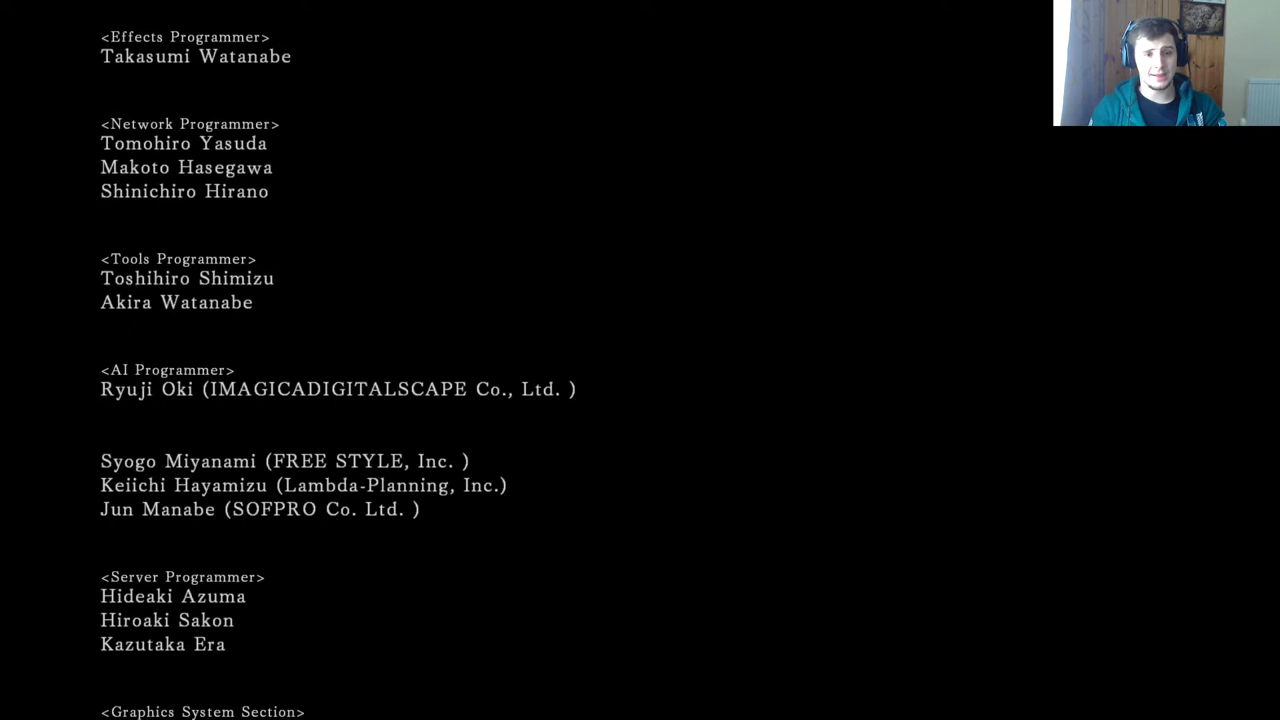 <Effects Programmer>
Takasumi Watanabe
<Network Programmer>
Tomohiro Yasuda
Makoto Hasegawa
Shinichiro Hirano
<Tools Programmer>
Toshihiro Shimizu
Akira Watanabe
<AI Programmer>
Ryuji Oki (IMAGICADIGITALSCAPE Co., Ltd. )
Syogo Miyanami (FREE STYLE, Inc. )
Keiichi Hayamizu (Lambda-Planning, Inc.)
Jun Manabe (SOFPRO Co. Ltd. )
<Server Programmer>
Hideaki Azuma
Hiroaki Sakon
Kazutaka Era
<Graphics System Section>